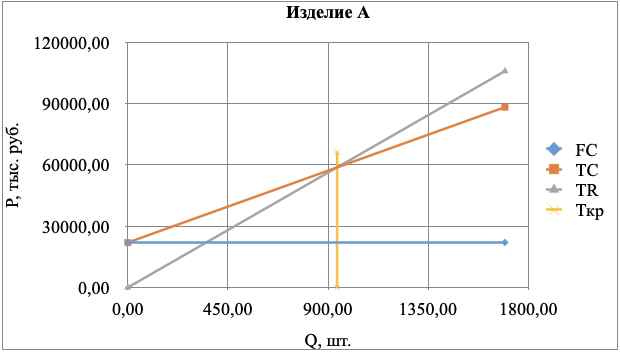 Изделие А
120000,00
90000,00
60000,00
30000,00
0,00
P, тыс. руб.
0,00 450,00 900,00 1350,00 1800,00
Q, шт.
FC
TC
TR
Ткр